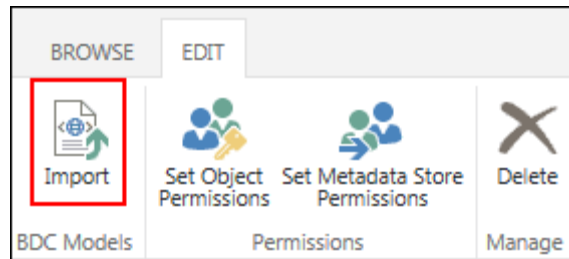 BROWSE EDIT
Import
Set Object
Permissions
Set Metadata Store
Permissions
Delete
BDC Models
Permissions
Manage